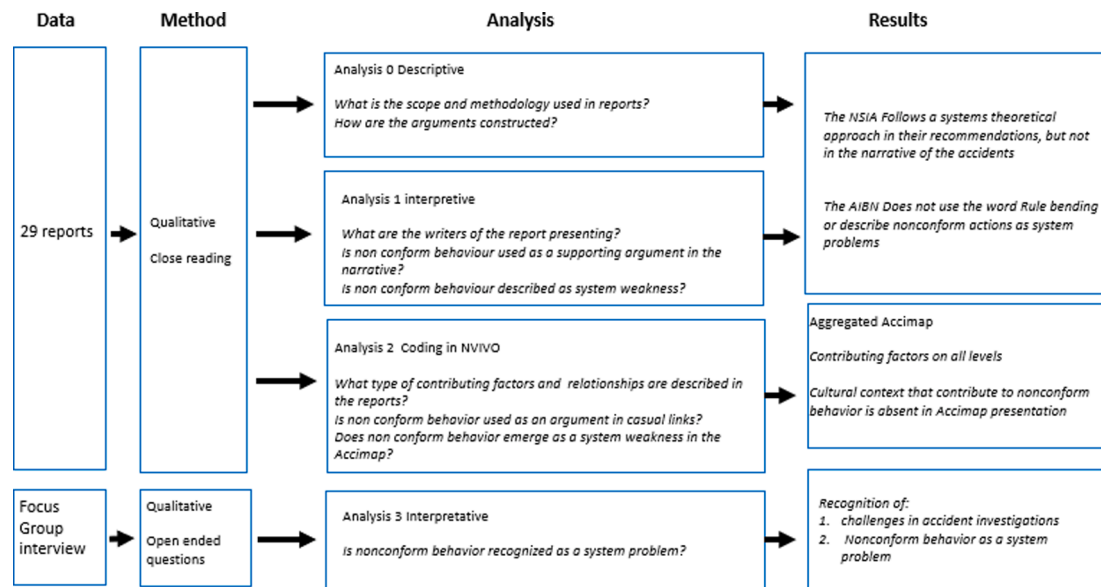 Data
Method
Analysis
Results
29 reports
Qualitative
Close reading
Analysis 0 Descriptive
What is the scope and methodology used in reports?
How are the arguments constructed?
Analysis 1 interpretive
What are the writers of the report presenting?
Is non conform behaviour used as a supporting argument in the
narrative?
Is non conform behaviour described as system weakness?
The NSIA Follows a systems theoretical
approach in their recommendations, but not
in the narrative of the accidents
The AIBN Does not use the word Rule bending
or describe nonconform actions as system
problems
Analysis 2 Coding in NVIVO
What type of contributing factors and relationships are described in
the reports?
Is non conform behavior used as an argument in casual links?
Does non conform behavior emerge as a system weakness in the
Accimap?
Aggregated Accimap
Contributing factors on all levels
Cultural context that contribute to nonconform
behavior is absent in Accimap presentation
Focus
Group
interview
Qualitative
Open ended
questions
Analysis 3 Interpretative
Is nonconform behavior recognized as a system problem?
Recognition of:
1. challenges in accident investigations
2. Nonconform behavior as a system
problem